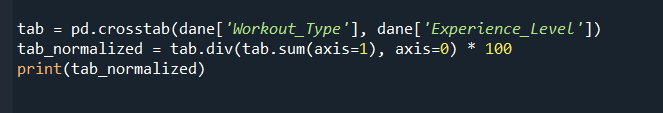 tab = pd.crosstab(dane['Workout_Type'], dane['Experience_Level'])
tab_normalized = tab.div(tab.sum(axis=1), axis=0) * 100
print(tab_normalized)